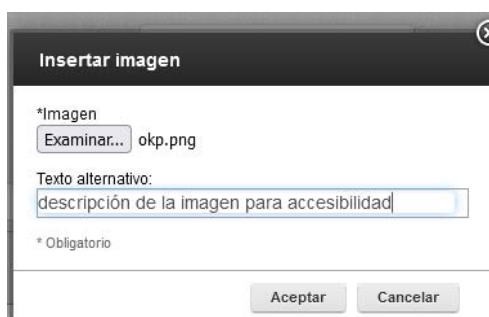 Insertar imagen
*Imagen
Examinar... okp.png
Texto alternativo:
descripción de la imagen para accesibilidad
* Obligatorio
Aceptar Cancelar